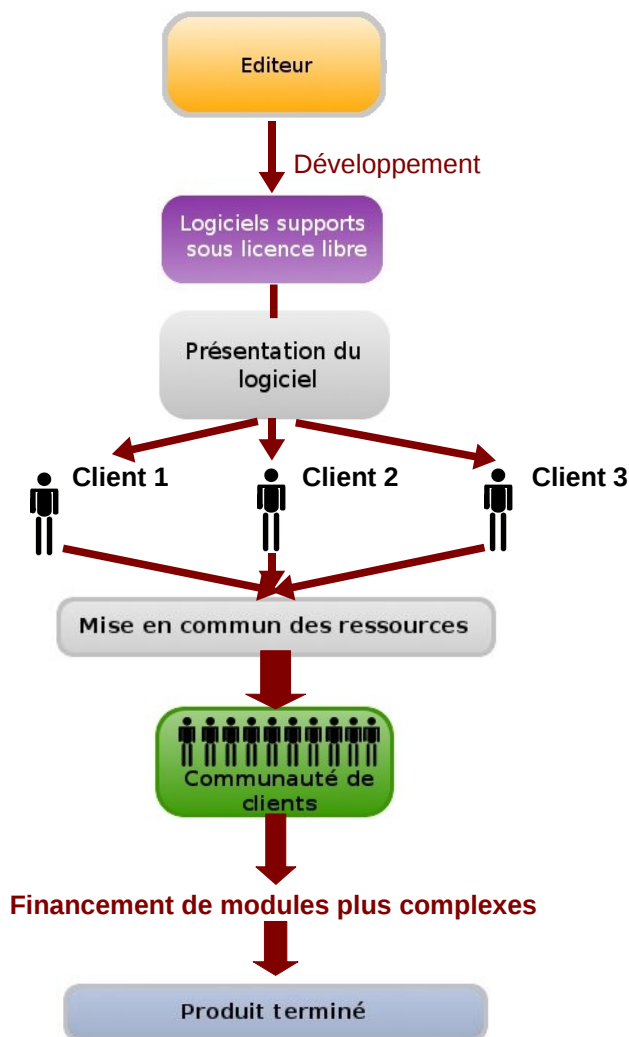 Editeur
Développement
Logiciels supports
sous licence libre
Présentation du
logiciel
Client 1
Client 2
Client 3
Mise en commun des ressources
Communauté de
clients
Financement de modules plus complexes
Produit terminé